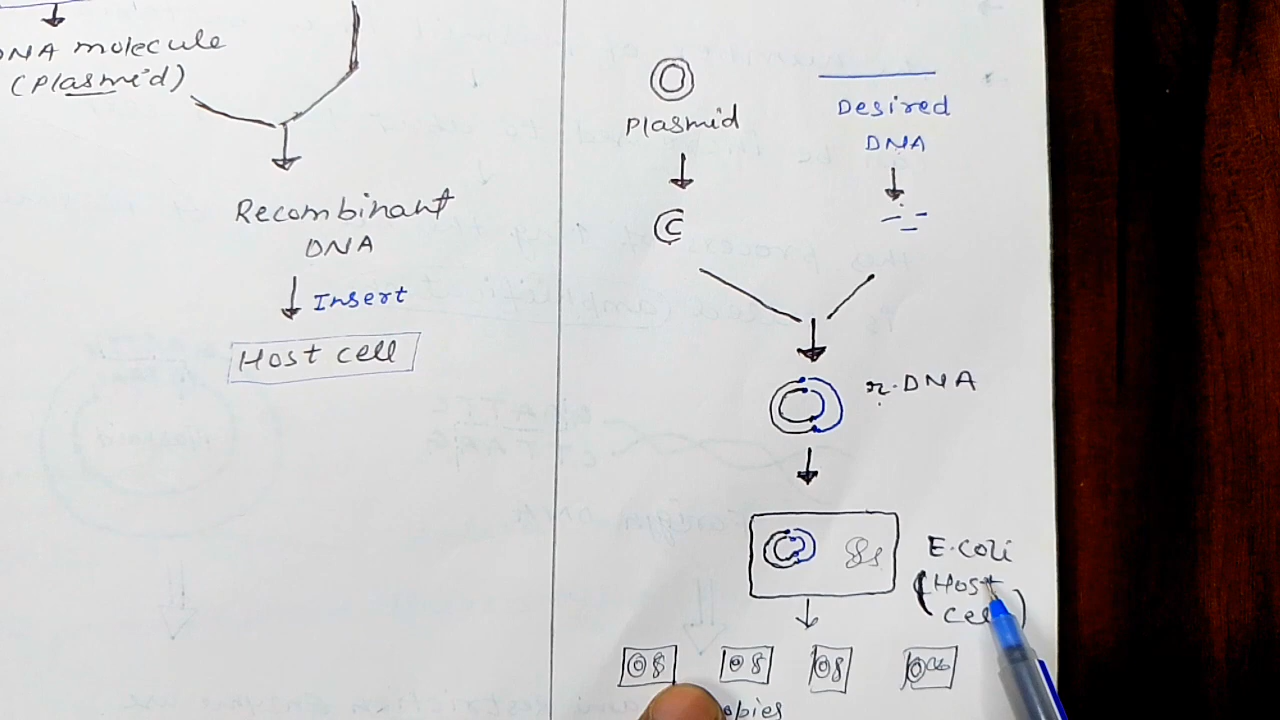 DNA molecule
(Plasmid)
Recombinant
DNA
Insert
Host cell
Plasmid
Desired
DNA
r.DNA
E.coli
(Host
cell)